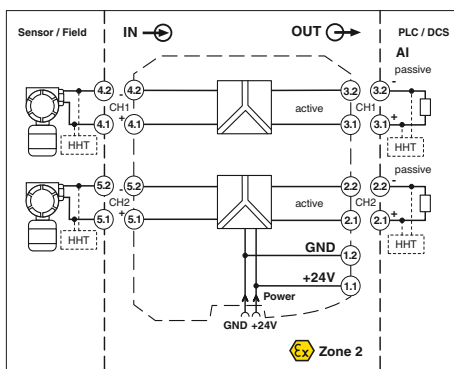 Sensor / Field
IN
OUT
PLC / DCS
AI
passive
4.2 - 4.2 3.2 3.2 -
CH1 active CH1
4.1 + 4.1 3.1 3.1 +
HHT HHT
passive
5.2 - 5.2 2.2 2.2 -
CH2 active CH2
5.1 + 5.1 2.1 2.1 +
HHT HHT
GND 1.2
+24V 1.1
Power
GND +24V
Ex Zone 2